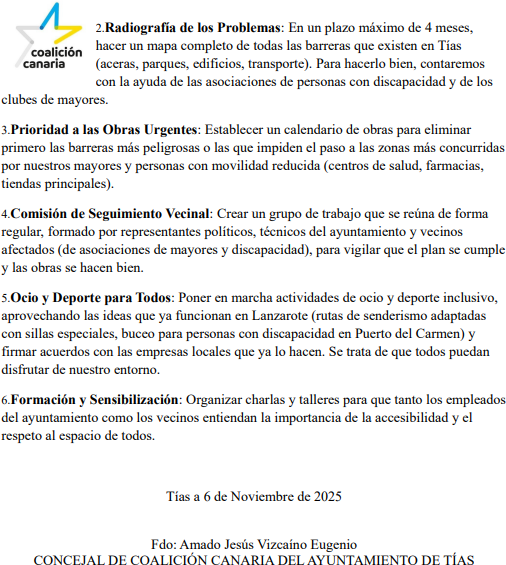 coalición
canaria
2.Radiografía de los Problemas: En un plazo máximo de 4 meses,
hacer un mapa completo de todas las barreras que existen en Tías
(aceras, parques, edificios, transporte). Para hacerlo bien, contaremos
con la ayuda de las asociaciones de personas con discapacidad y de los
clubes de mayores.
3.Prioridad a las Obras Urgentes: Establecer un calendario de obras para eliminar
primero las barreras más peligrosas o las que impiden el paso a las zonas más concurridas
por nuestros mayores y personas con movilidad reducida (centros de salud, farmacias,
tiendas principales).
4.Comisión de Seguimiento Vecinal: Crear un grupo de trabajo que se reúna de forma
regular, formado por representantes políticos, técnicos del ayuntamiento y vecinos
afectados (de asociaciones de mayores y discapacidad), para vigilar que el plan se cumple
y las obras se hacen bien.
5.Ocio y Deporte para Todos: Poner en marcha actividades de ocio y deporte inclusivo,
aprovechando las ideas que ya funcionan en Lanzarote (rutas de senderismo adaptadas
con sillas especiales, buceo para personas con discapacidad en Puerto del Carmen) y
firmar acuerdos con las empresas locales que ya lo hacen. Se trata de que todos puedan
disfrutar de nuestro entorno.
6.Formación y Sensibilización: Organizar charlas y talleres para que tanto los empleados
del ayuntamiento como los vecinos entiendan la importancia de la accesibilidad y el
respeto al espacio de todos.
Tías a 6 de Noviembre de 2025
Fdo: Amado Jesús Vizcaíno Eugenio
CONCEJAL DE COALICIÓN CANARIA DEL AYUNTAMIENTO DE TÍAS